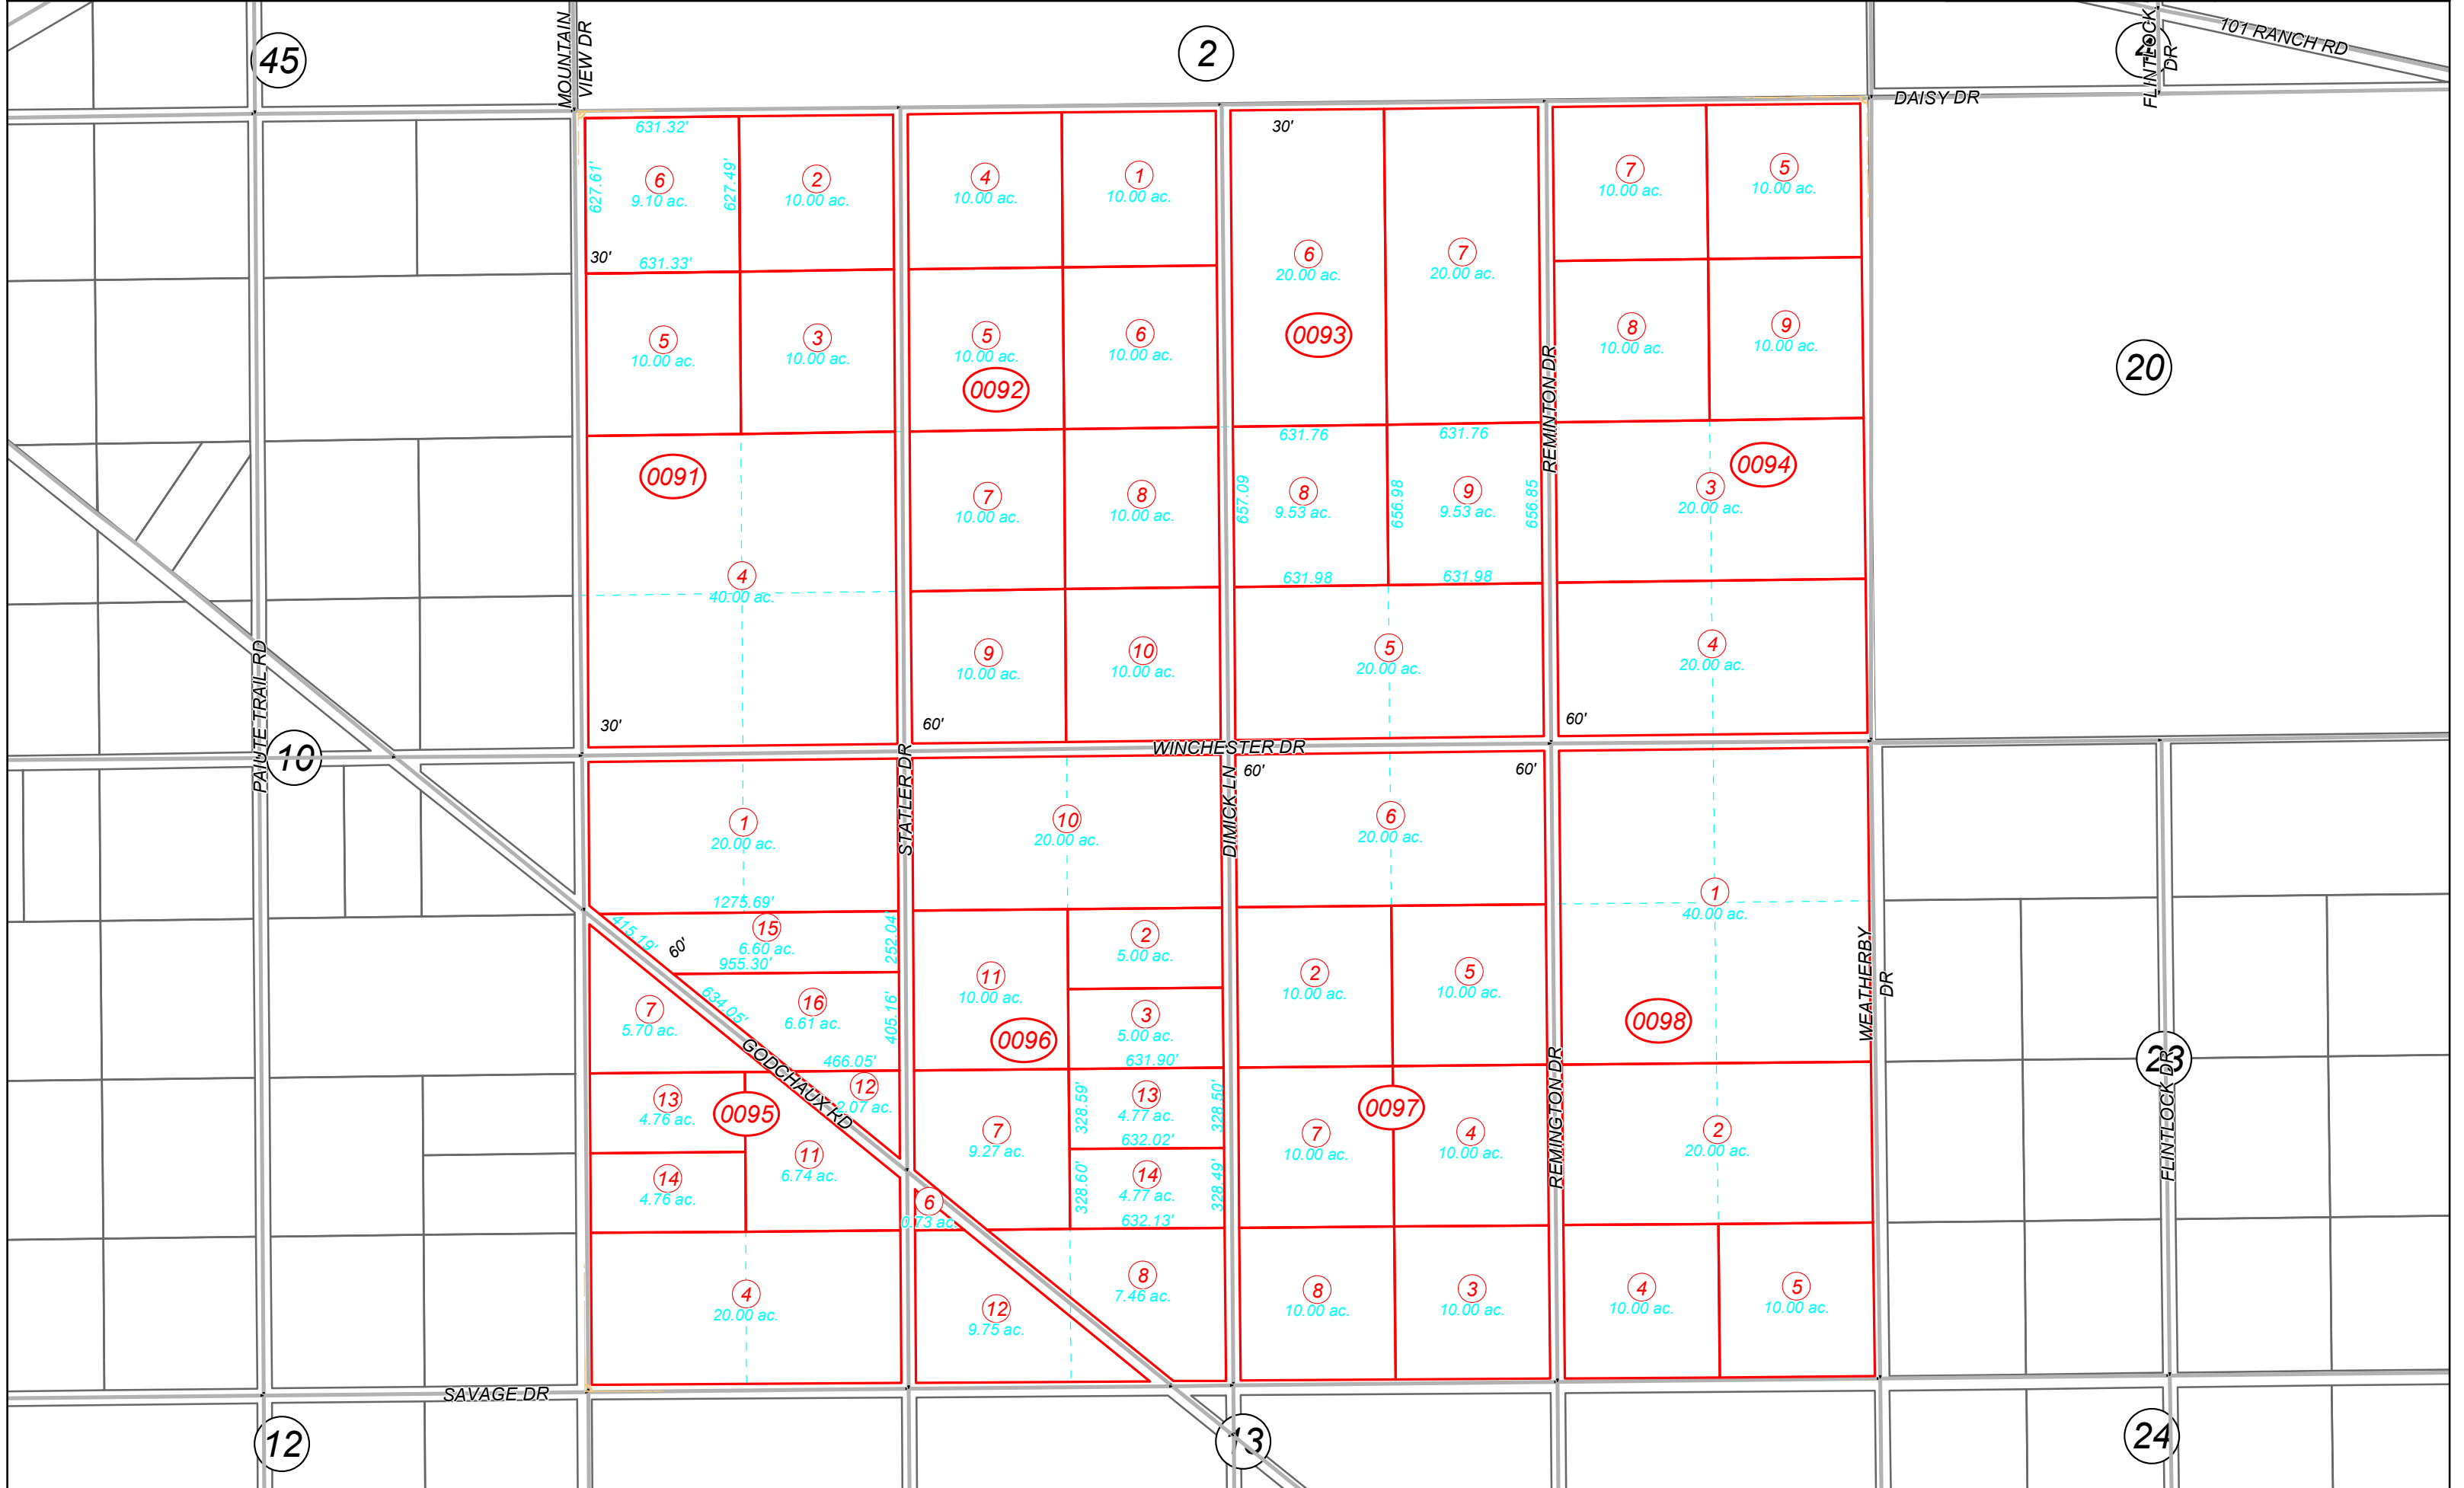 45
MOUNTAIN
VIEW DR
2
FLINTLOCK
DR
101 RANCH RD
DAISY DR
631.32'
627.61'
6
9.10 ac.
627.49'
2
10.00 ac.
30'
631.33'
4
10.00 ac.
1
10.00 ac.
30'
6
20.00 ac.
7
20.00 ac.
7
10.00 ac.
5
10.00 ac.
5
10.00 ac.
3
10.00 ac.
5
10.00 ac.
0092
6
10.00 ac.
0093
REMINTON DR
8
10.00 ac.
9
10.00 ac.
20
0091
4
40.00 ac.
30'
7
10.00 ac.
8
10.00 ac.
9
10.00 ac.
10
10.00 ac.
60'
631.76
631.76
657.09
8
9.53 ac.
656.98
9
9.53 ac.
656.85
631.98
631.98
5
20.00 ac.
0094
3
20.00 ac.
4
20.00 ac.
60'
PAIUTE TRAIL RD
10
WINCHESTER DR
STATLER DR
DIMICK LN
60'
60'
1
20.00 ac.
10
20.00 ac.
6
20.00 ac.
1
40.00 ac.
1275.69'
415.19'
60'
15
6.60 ac.
955.30'
252.04'
634.05'
16
6.61 ac.
405.16'
466.05'
7
5.70 ac.
GODCHAUX RD
12
2.07 ac.
13
4.76 ac.
0095
14
4.76 ac.
11
6.74 ac.
4
20.00 ac.
11
10.00 ac.
0096
2
5.00 ac.
3
5.00 ac.
631.90'
328.59'
13
4.77 ac.
328.50'
632.02'
7
9.27 ac.
328.60'
14
4.77 ac.
328.49'
632.13'
6
0.73 ac.
12
9.75 ac.
8
7.46 ac.
2
10.00 ac.
5
10.00 ac.
0097
7
10.00 ac.
4
10.00 ac.
8
10.00 ac.
3
10.00 ac.
REMINGTON DR
0098
2
20.00 ac.
4
10.00 ac.
5
10.00 ac.
WEATHERBY
DR
23
FLINTLOCK DR
SAVAGE DR
12
13
24